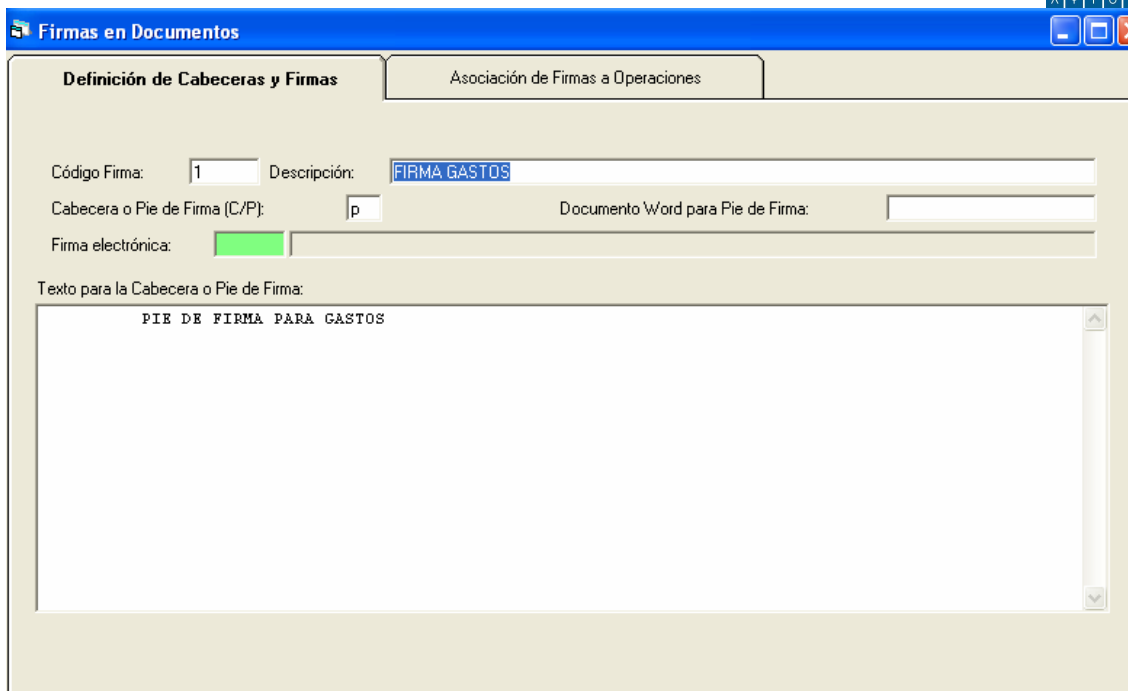 Firmas en Documentos
Definición de Cabeceras y Firmas
Asociación de Firmas a Operaciones
Código Firma: 1 Descripción: FIRMA GASTOS
Cabecera o Pie de Firma (C/P): p Documento Word para Pie de Firma:
Firma electrónica:
Texto para la Cabecera o Pie de Firma:
PIE DE FIRMA PARA GASTOS